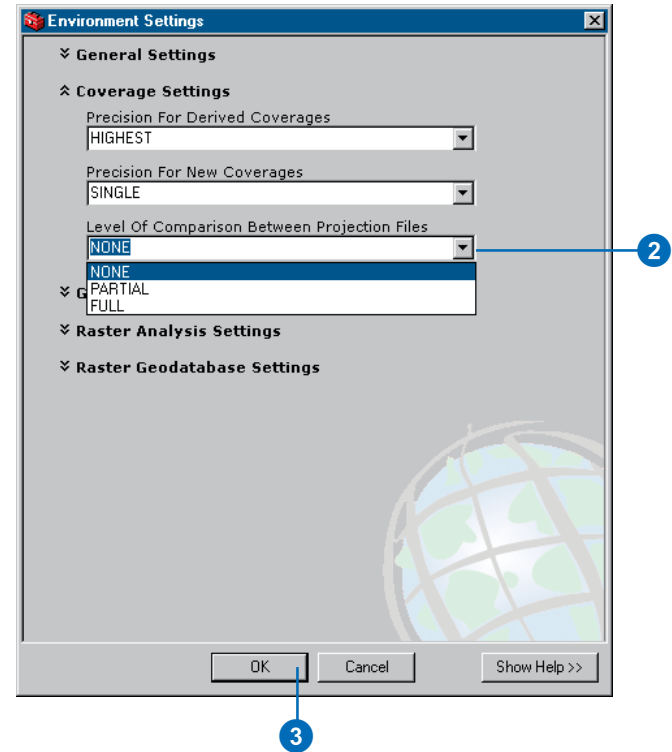 Environment Settings
General Settings
Coverage Settings
Precision For Derived Coverages
HIGHEST
Precision For New Coverages
SINGLE
Level Of Comparison Between Projection Files
NONE
2
NONE
PARTIAL
G
FULL
Raster Analysis Settings
Raster Geodatabase Settings
OK Cancel Show Help >>
3